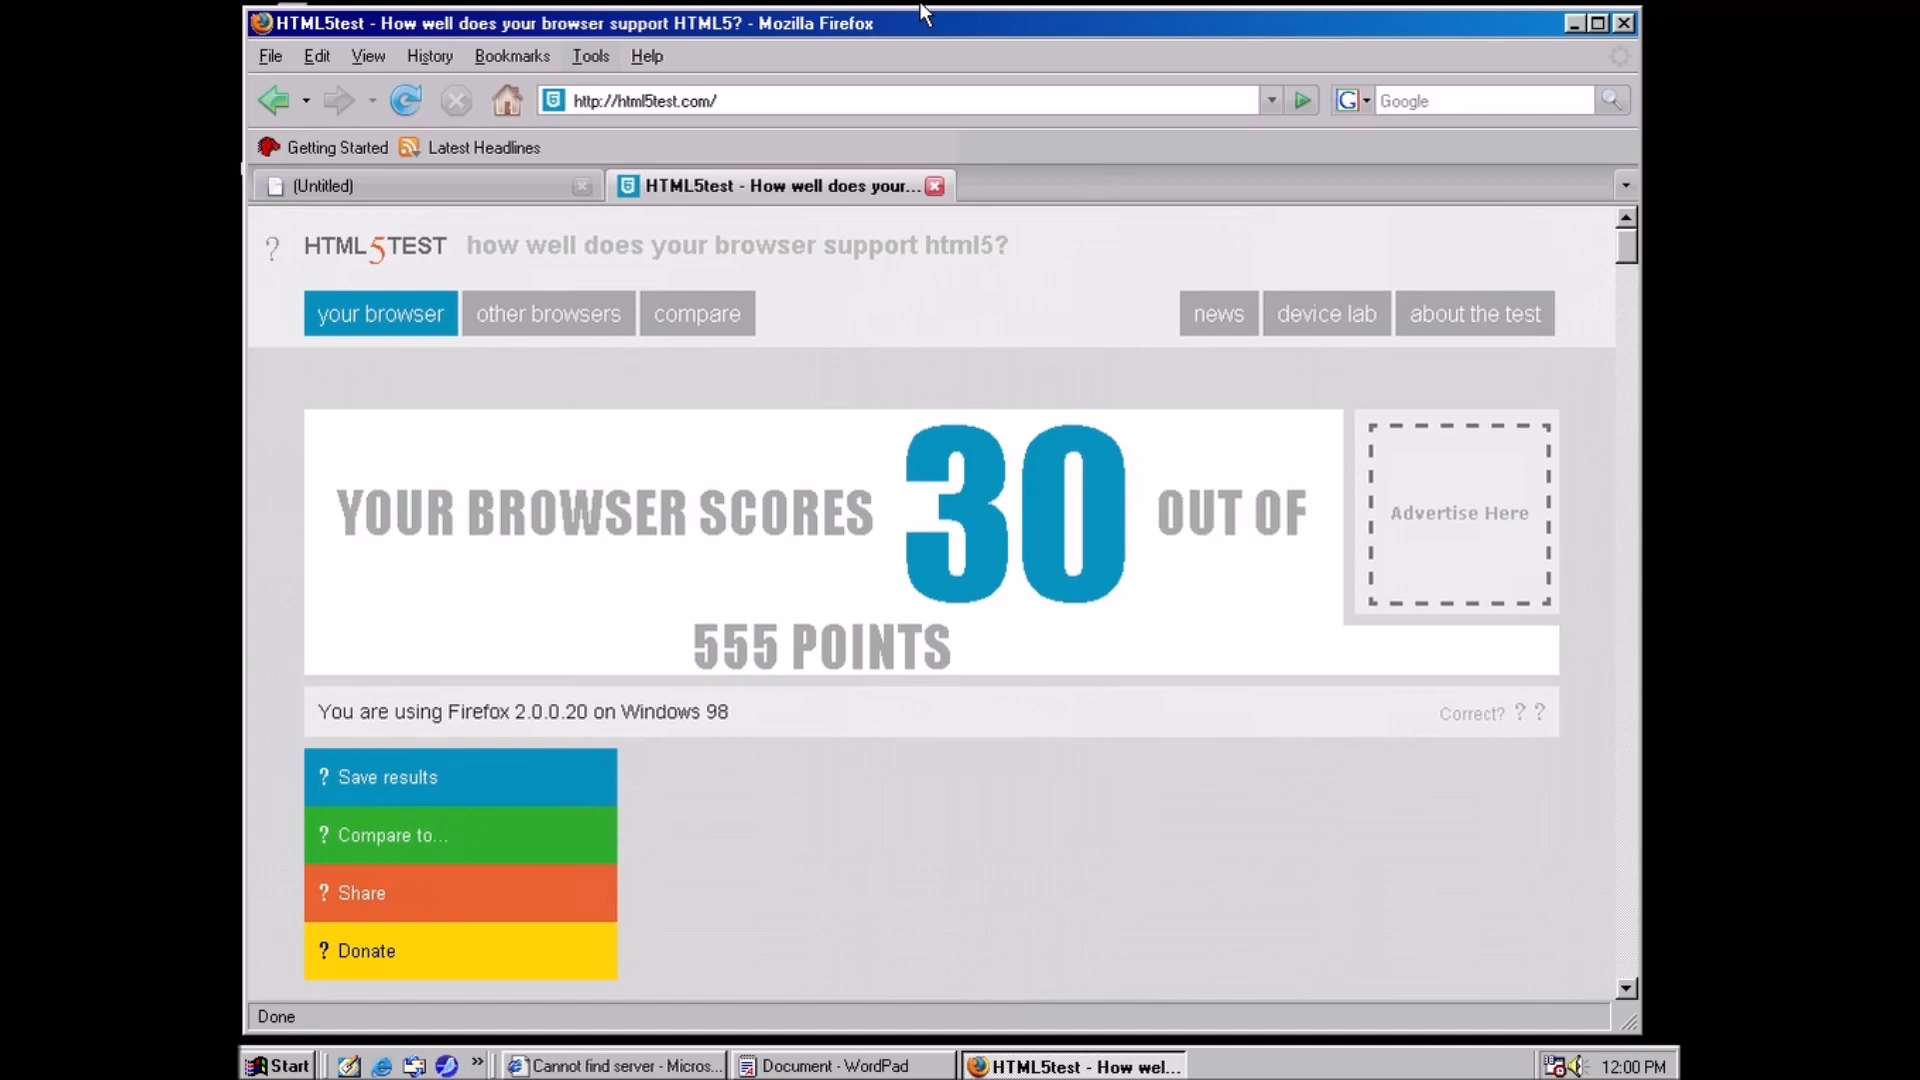 HTML5test - How well does your browser support HTML5? - Mozilla Firefox
File Edit View History Bookmarks Tools Help
http://html5test.com/
G Google
Getting Started Latest Headlines
(Untitled) HTML5test - How well does your...
? HTML5TEST how well does your browser support html5?
your browser other browsers compare news device lab about the test
YOUR BROWSER SCORES 30 OUT OF
555 POINTS
Advertise Here
You are using Firefox 2.0.0.20 on Windows 98 Correct? ? ?
? Save results
? Compare to...
? Share
? Donate
Done
Start » Cannot find server - Micros... Document - WordPad HTML5test - How wel... 12:00 PM